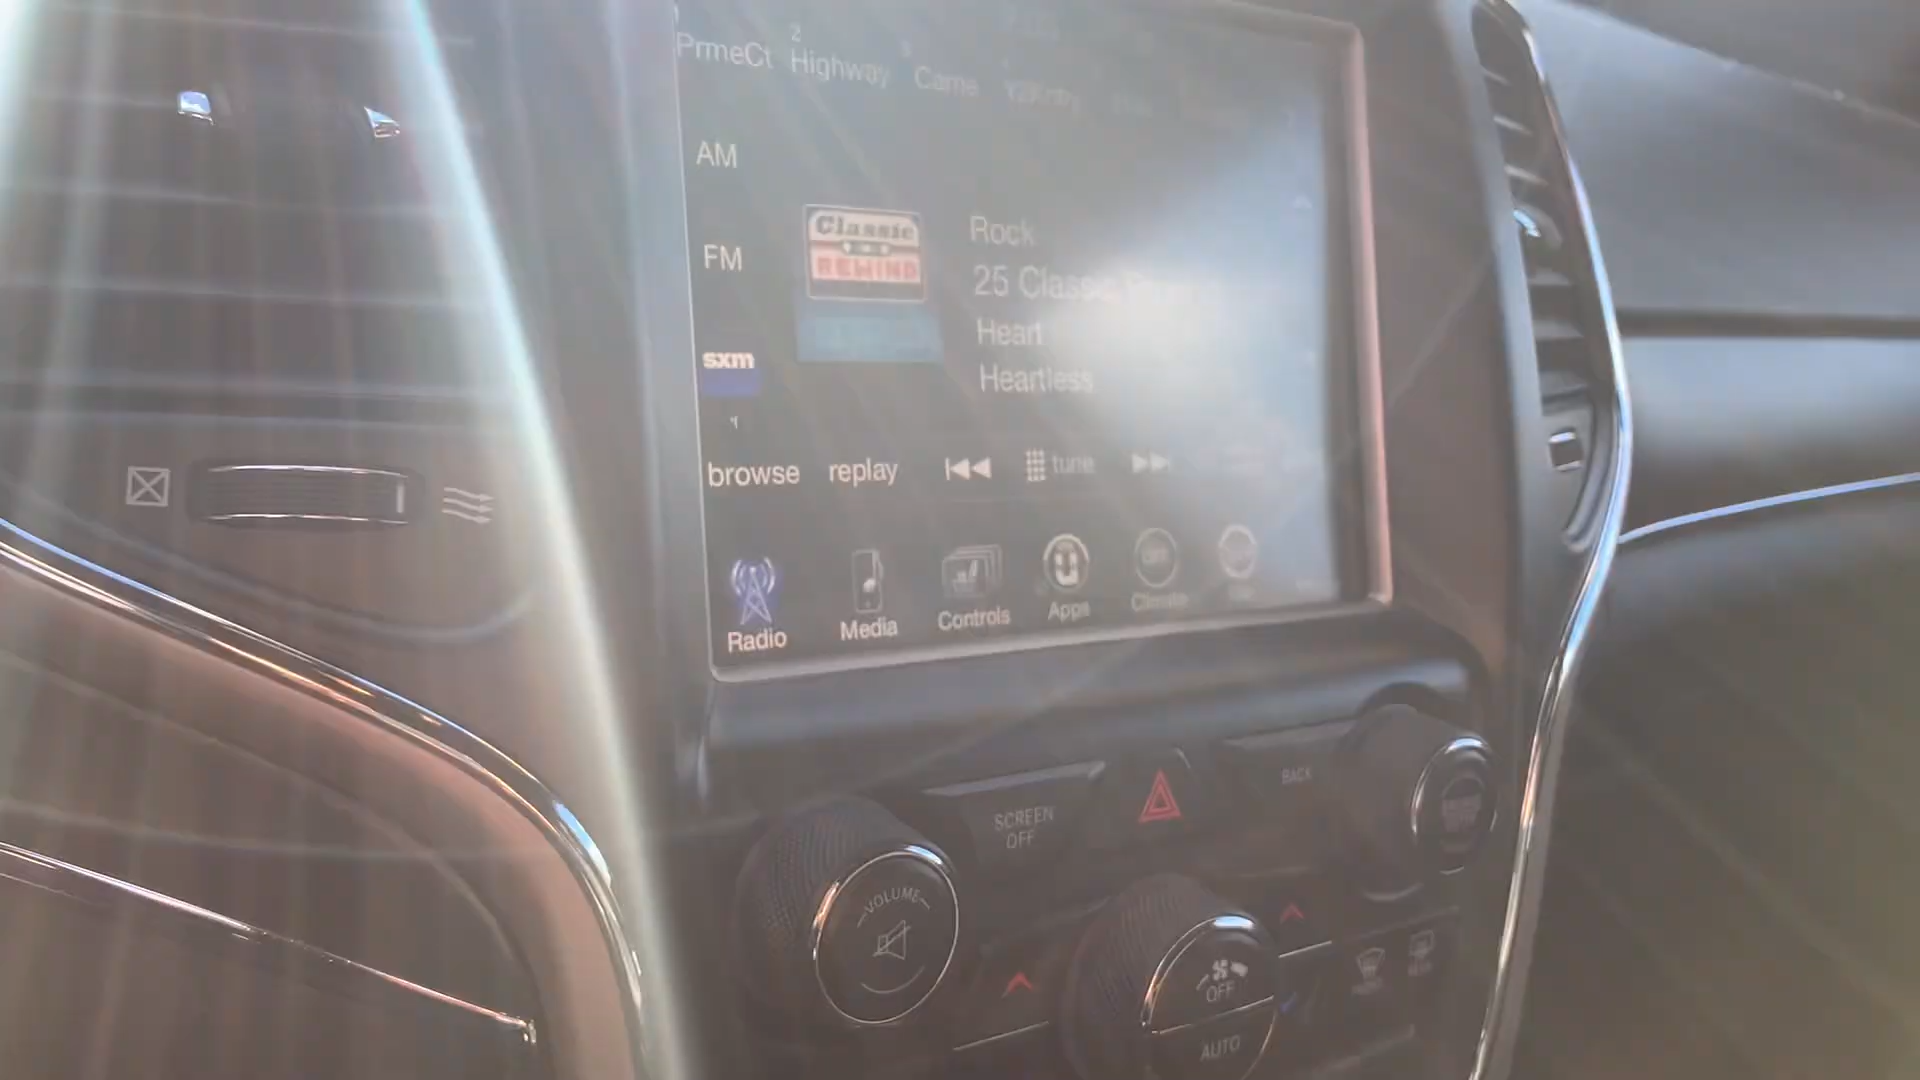 PrmeCt
2
Highway
Came
AM
FM
sxm
Classic
REWIND
Rock
25 Classic
Heart
Heartless
browse
replay
tune
Radio
Media
Controls
Apps
Climate
SCREEN
OFF
BACK
VOLUME
OFF
AUTO